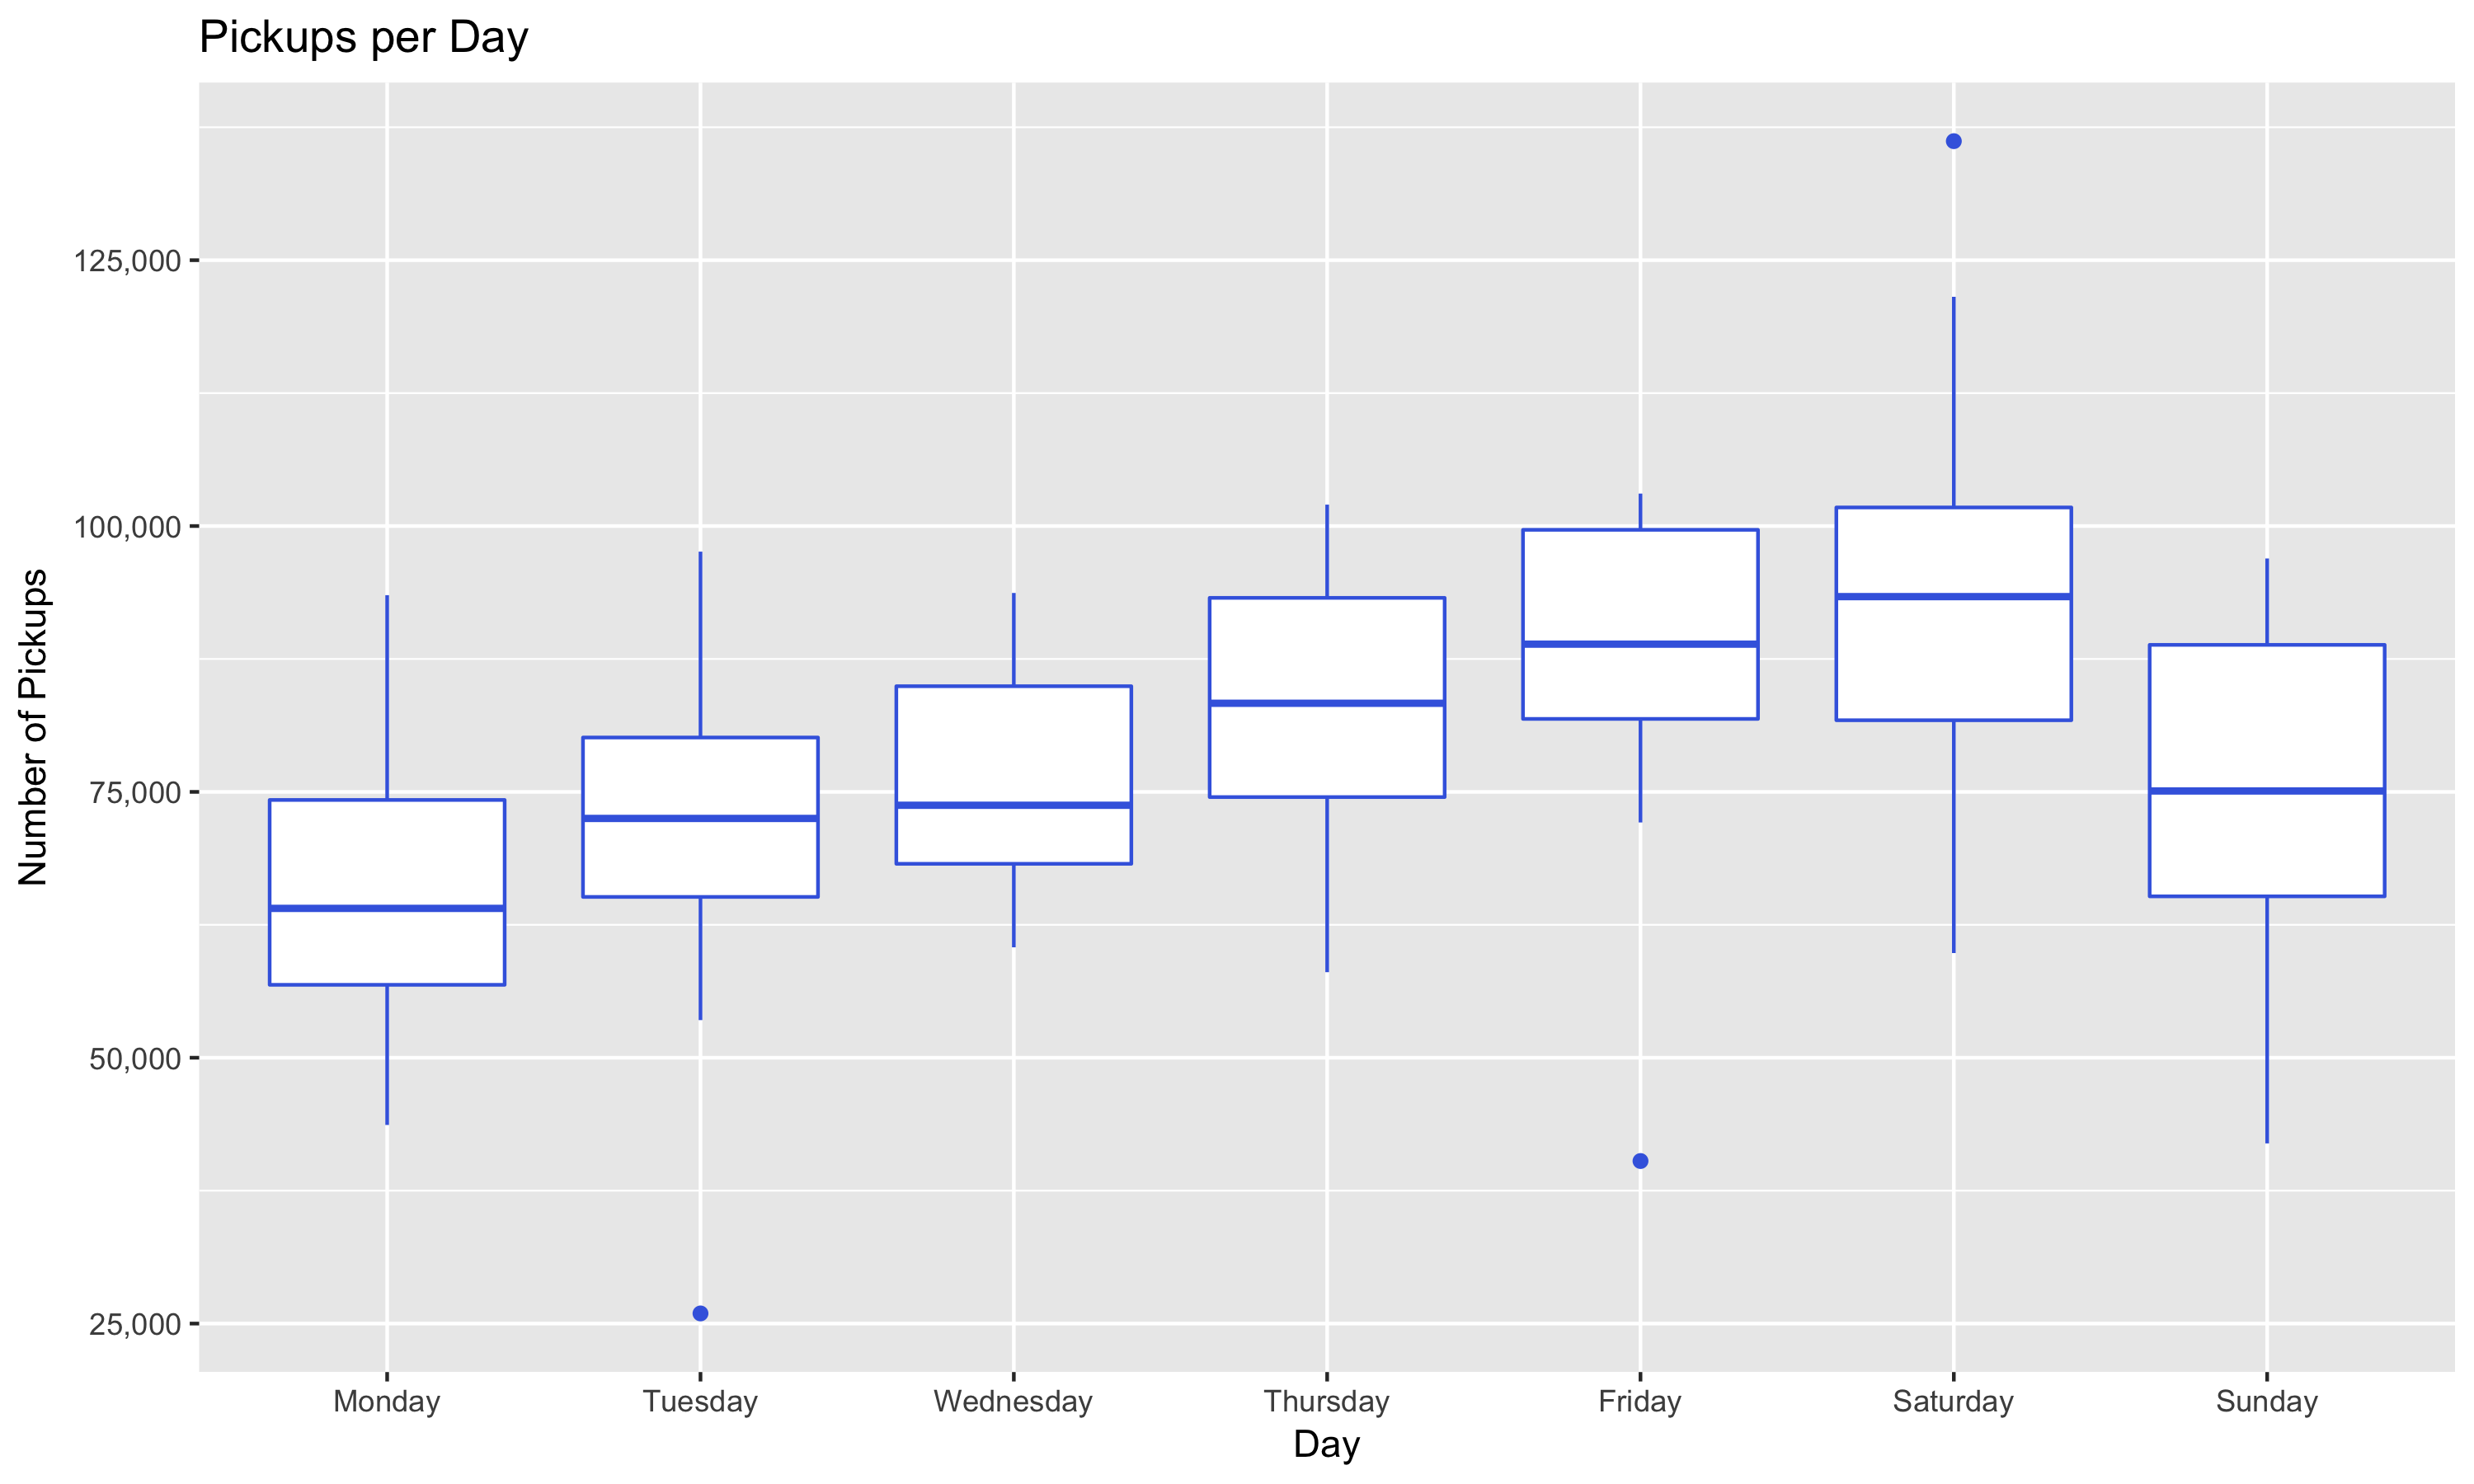 Pickups per Day
Number of Pickups
125,000
100,000
75,000
50,000
25,000
Monday Tuesday Wednesday Thursday Friday Saturday Sunday
Day